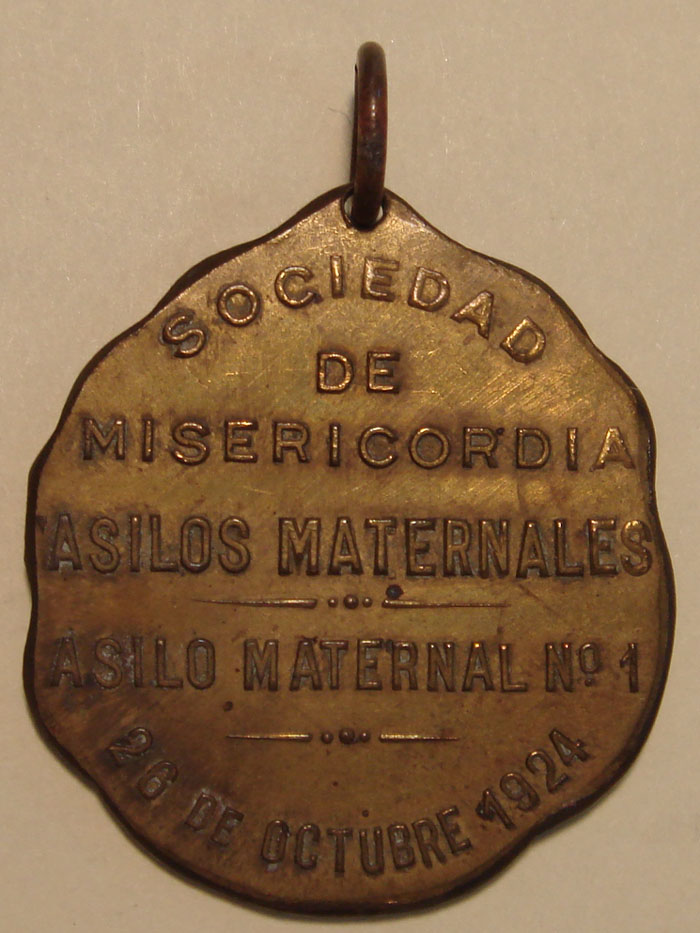 SOCIEDAD
DE
MISERICORDIA
ASILOS MATERNALES
ASILO MATERNAL Nº 1
26 DE OCTUBRE 1924